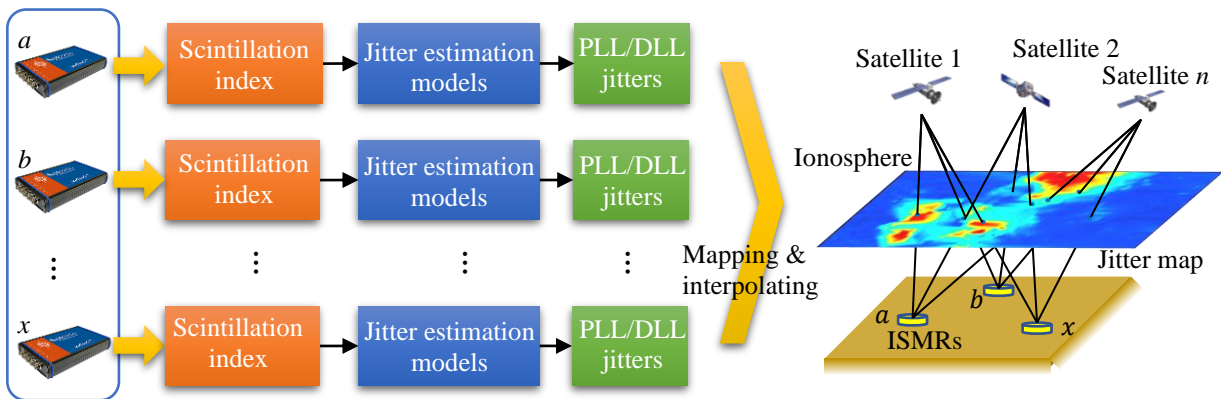 a
Scintillation
index
Jitter estimation
models
PLL/DLL
jitters
b
Scintillation
index
Jitter estimation
models
PLL/DLL
jitters
x
Scintillation
index
Jitter estimation
models
PLL/DLL
jitters
Mapping &
interpolating
Satellite 1
Satellite 2
Satellite n
Ionosphere
Jitter map
a
b
x
ISMRs